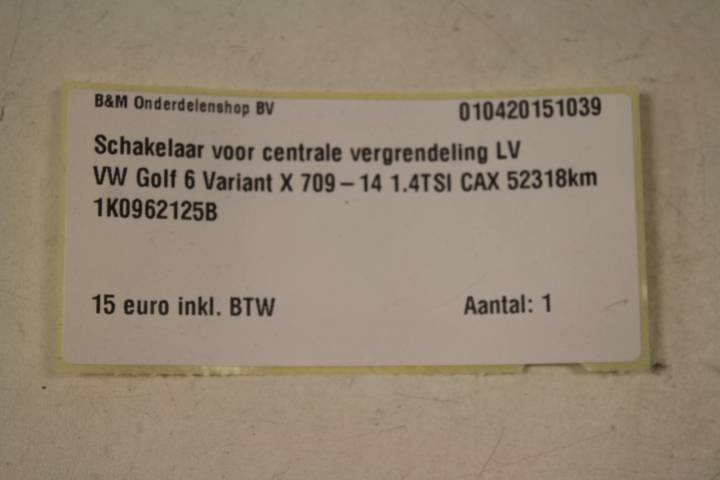 B&M Onderdelenshop BV 010420151039
Schakelaar voor centrale vergrendeling LV
VW Golf 6 Variant X 709-14 1.4TSI CAX 52318km
1K0962125B
15 euro inkl. BTW Aantal: 1